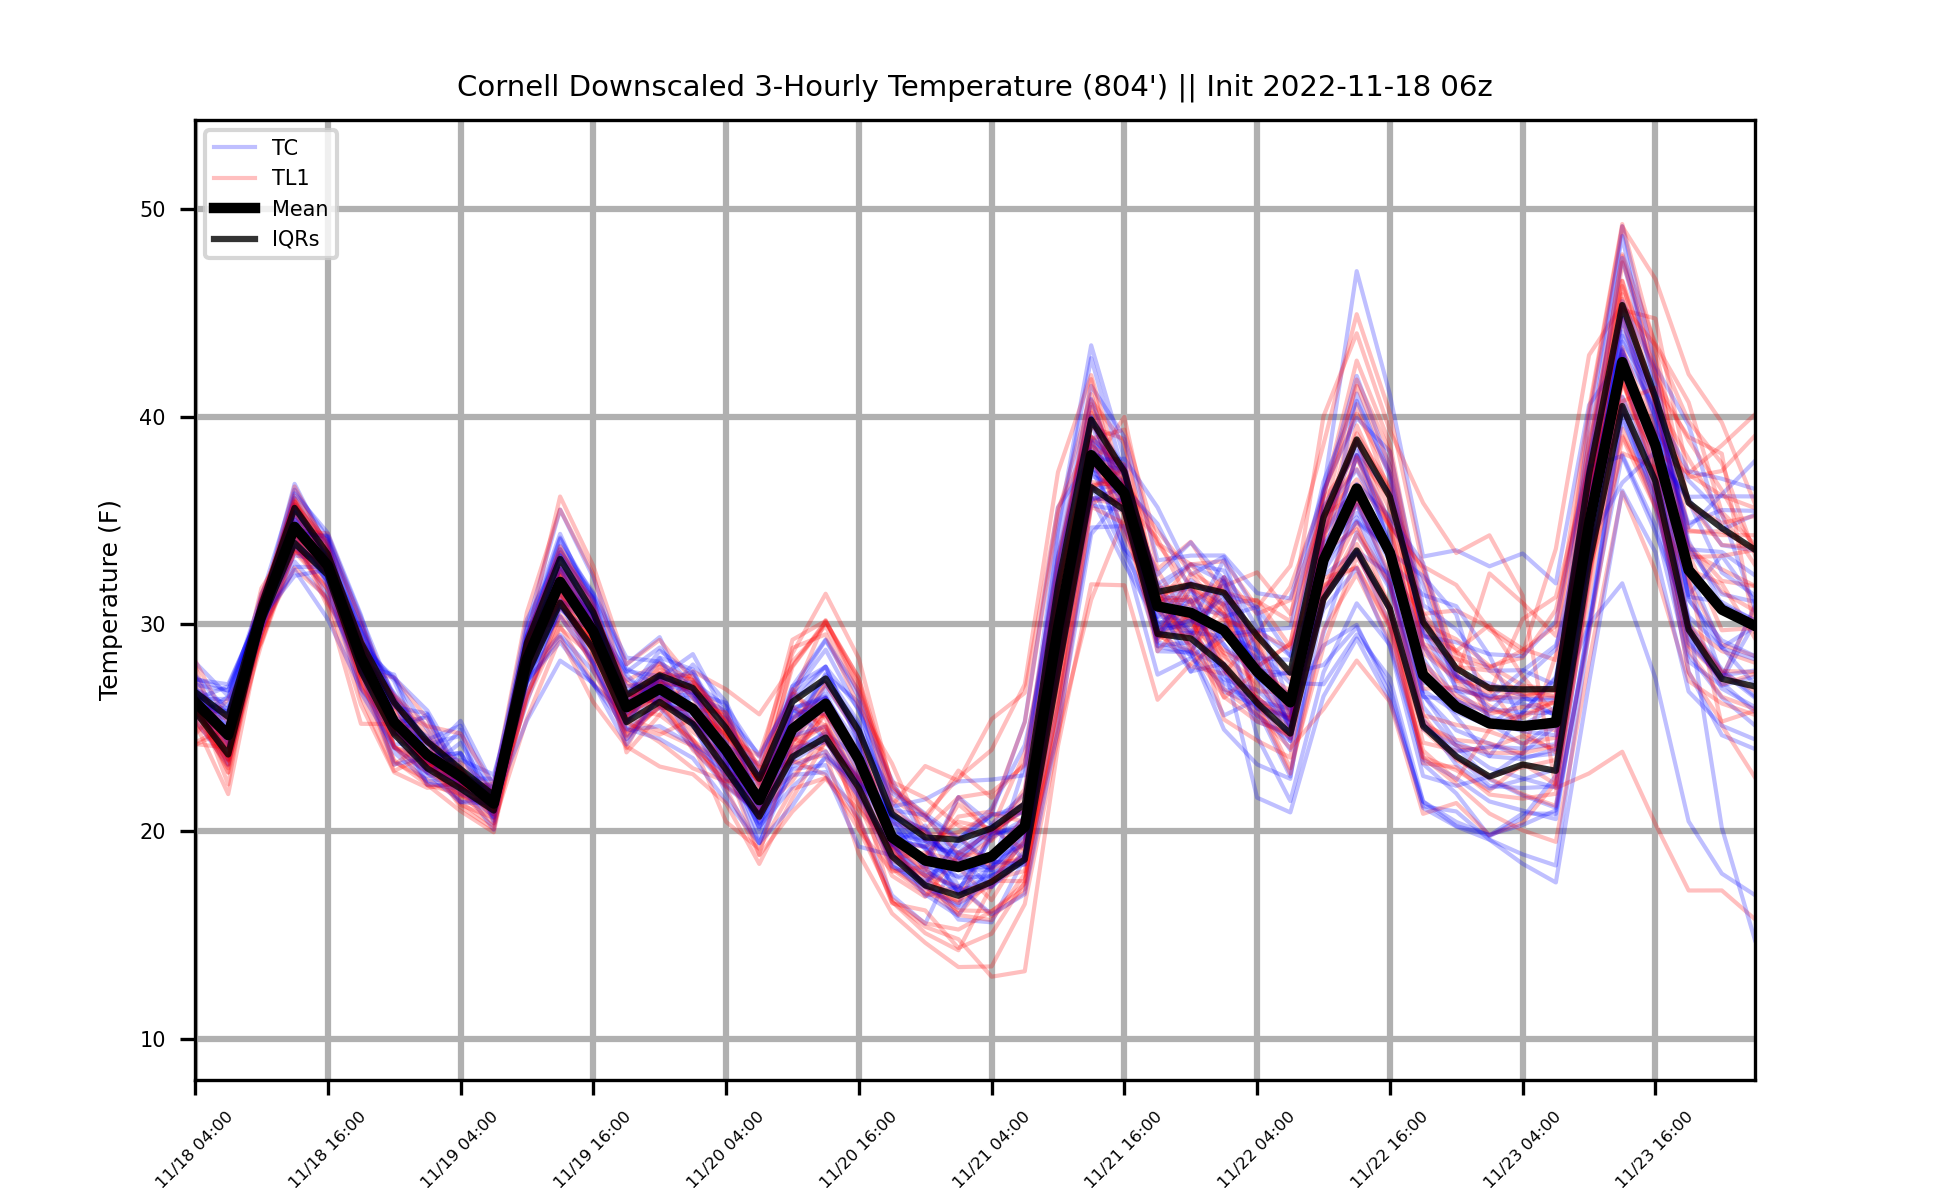 Cornell Downscaled 3-Hourly Temperature (804') || Init 2022-11-18 06z
TC
TL1
Mean
IQRs
Temperature (F)
50
40
30
20
10
11/18 04:00
11/18 16:00
11/19 04:00
11/19 16:00
11/20 04:00
11/20 16:00
11/21 04:00
11/21 16:00
11/22 04:00
11/22 16:00
11/23 04:00
11/23 16:00